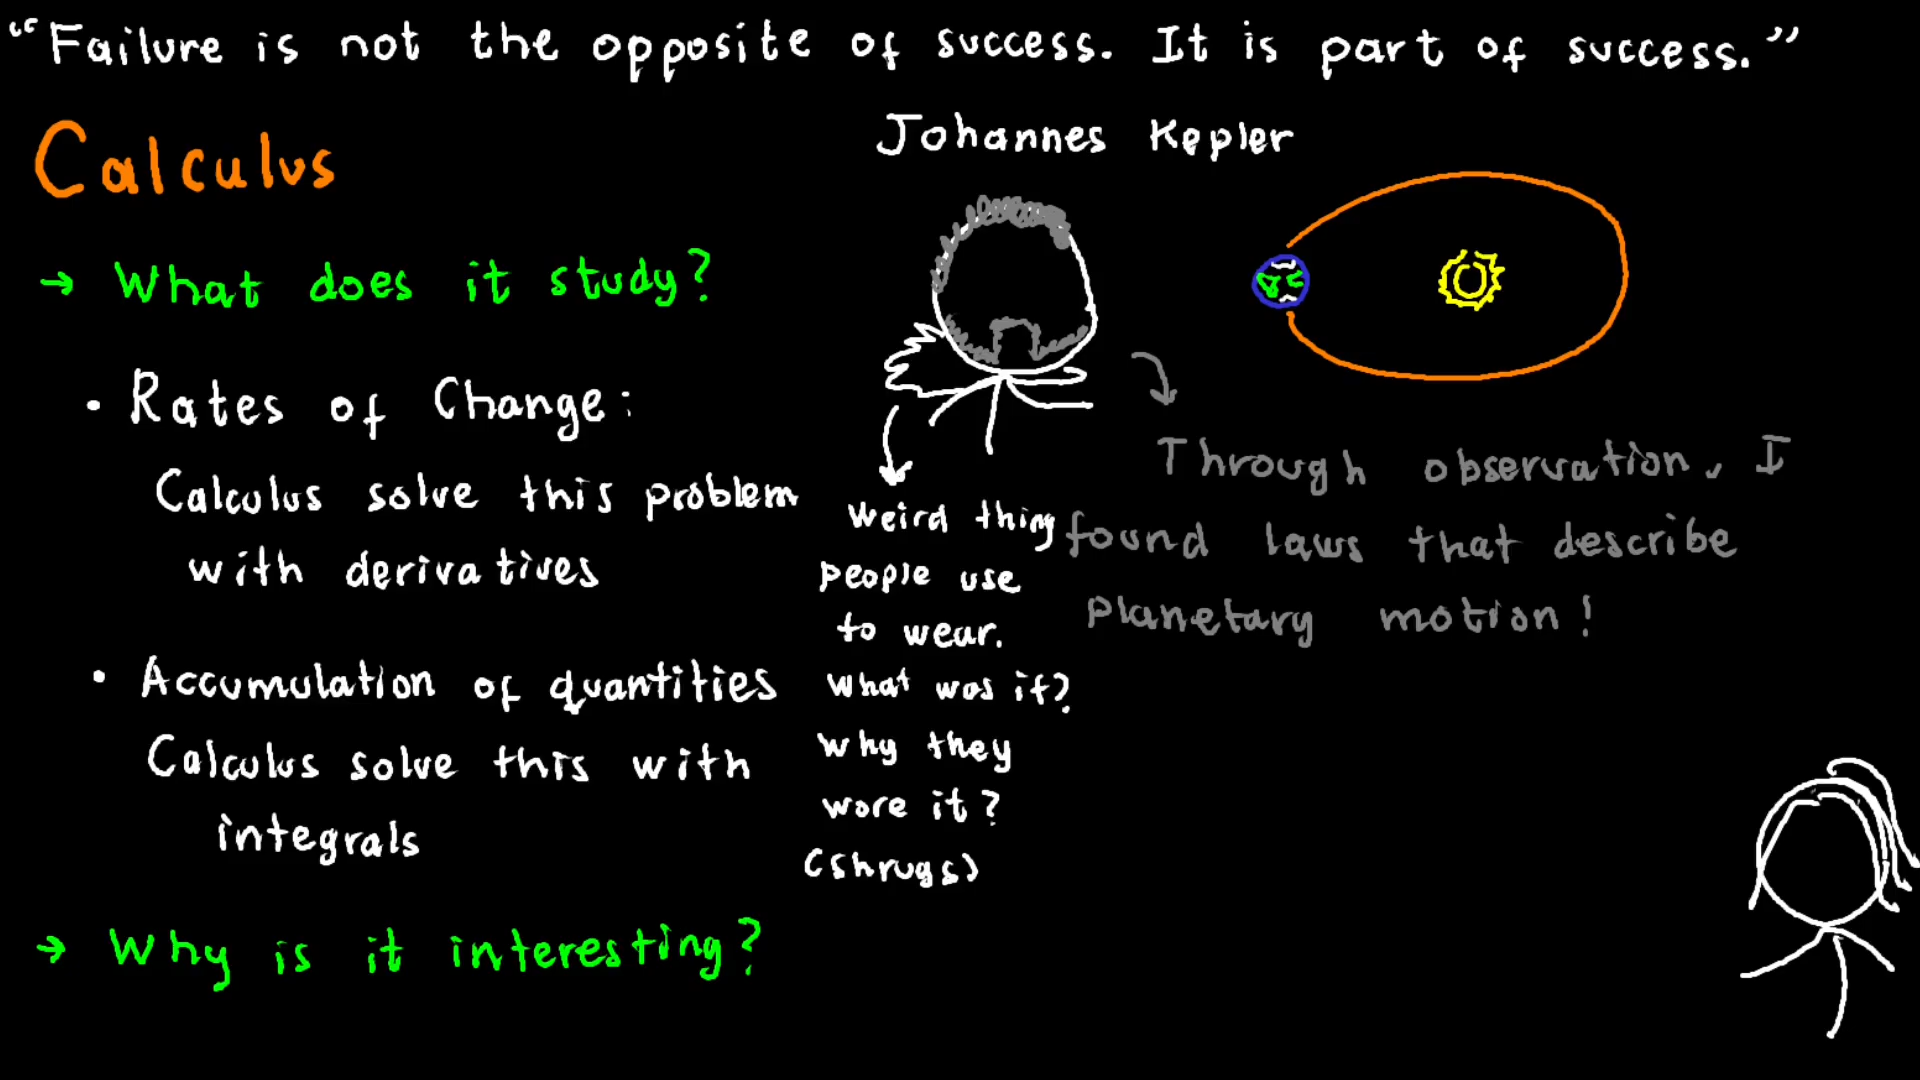 “Failure is not the opposite of success. It is part of success.”
Calculus
→ What does it study?
• Rates of Change:
Calculus solve this problem
with derivatives
• Accumulation of quantities
Calculus solve this with
integrals
→ Why is it interesting?
Johannes Kepler
Weird thing
people use
to wear.
What was it?
Why they
wore it?
(shrugs)
Through observation, I
found laws that describe
planetary motion!